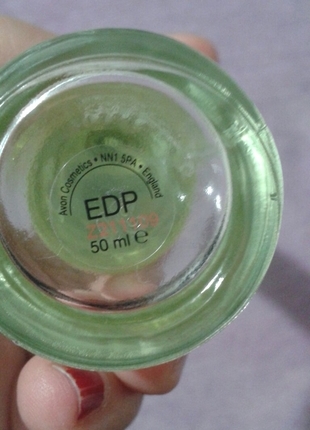 Avon Cosmetics • NN1 5PA • England
EDP
50 ml ℮